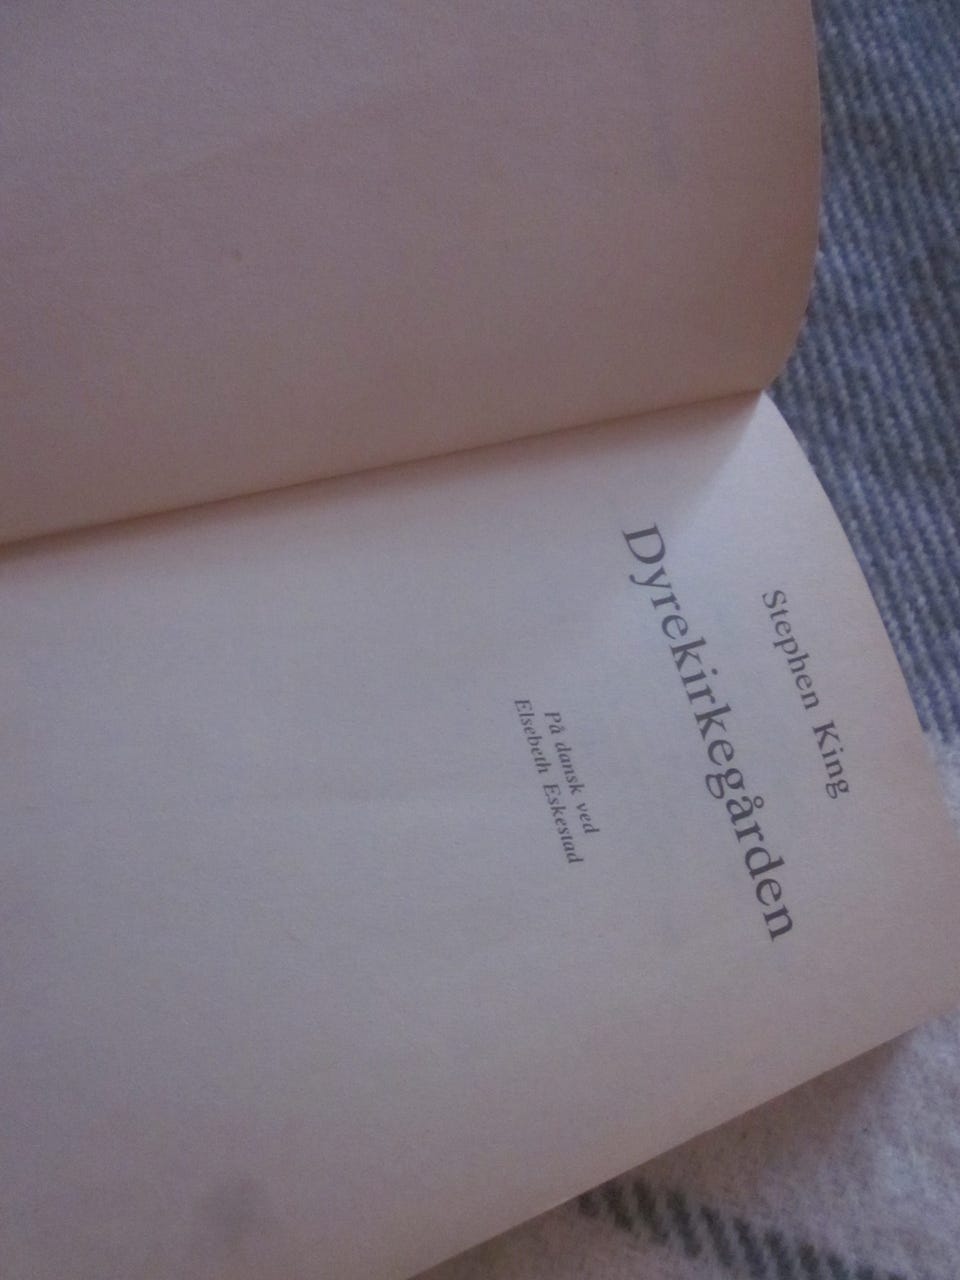 Stephen King
Dyrekirkegården
På dansk ved
Elsebeth Eskestad